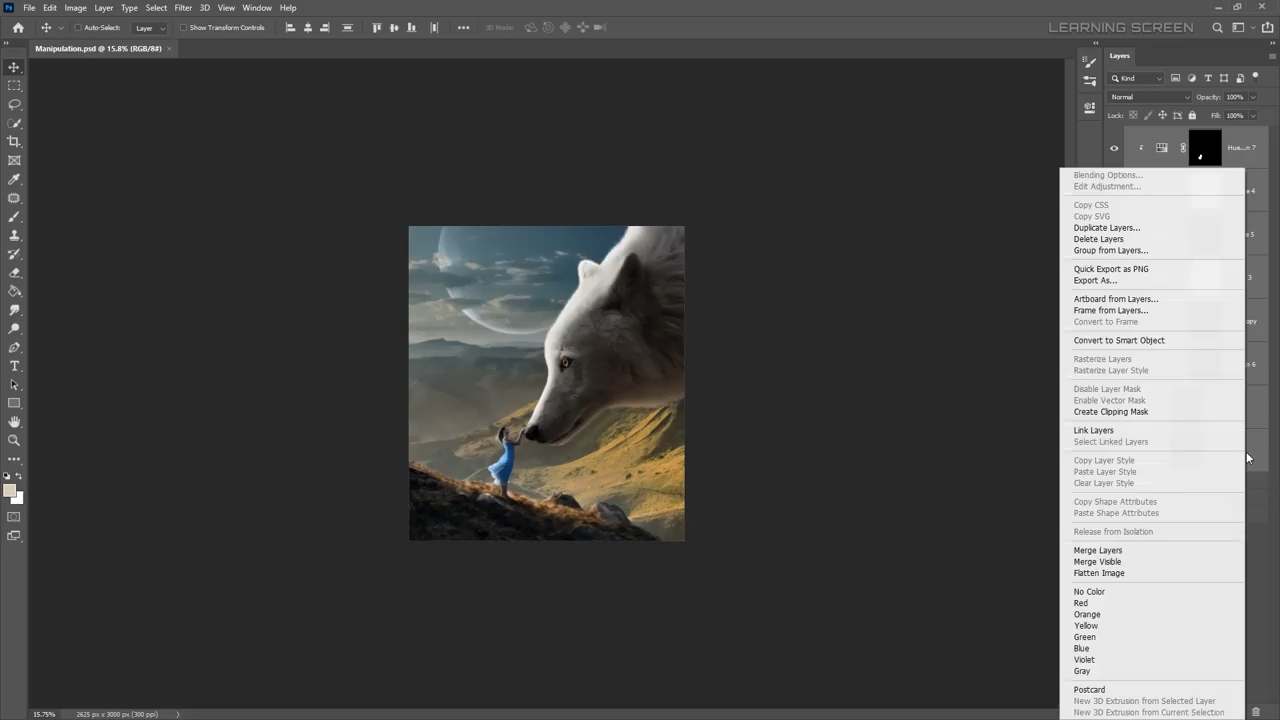 Ps File Edit Image Layer Type Select Filter 3D View Window Help
Auto-Select: Layer Show Transform Controls 3D Mode: LEARNING SCREEN
Manipulation.psd @ 15.8% (RGB/8#) ×
Layers
Kind
Normal Opacity: 100%
Lock: Fill: 100%
Hue...n 7
Blending Options...
Edit Adjustment...
Copy CSS
Copy SVG
Duplicate Layers...
Delete Layers
Group from Layers...
Quick Export as PNG
Export As...
Artboard from Layers...
Frame from Layers...
Convert to Frame
Convert to Smart Object
Rasterize Layers
Rasterize Layer Style
Disable Layer Mask
Enable Vector Mask
Create Clipping Mask
Link Layers
Select Linked Layers
Copy Layer Style
Paste Layer Style
Clear Layer Style
Copy Shape Attributes
Paste Shape Attributes
Release from Isolation
Merge Layers
Merge Visible
Flatten Image
No Color
Red
Orange
Yellow
Green
Blue
Violet
Gray
Postcard
New 3D Extrusion from Selected Layer
New 3D Extrusion from Current Selection
15.75% 2625 px x 3000 px (300 ppi)